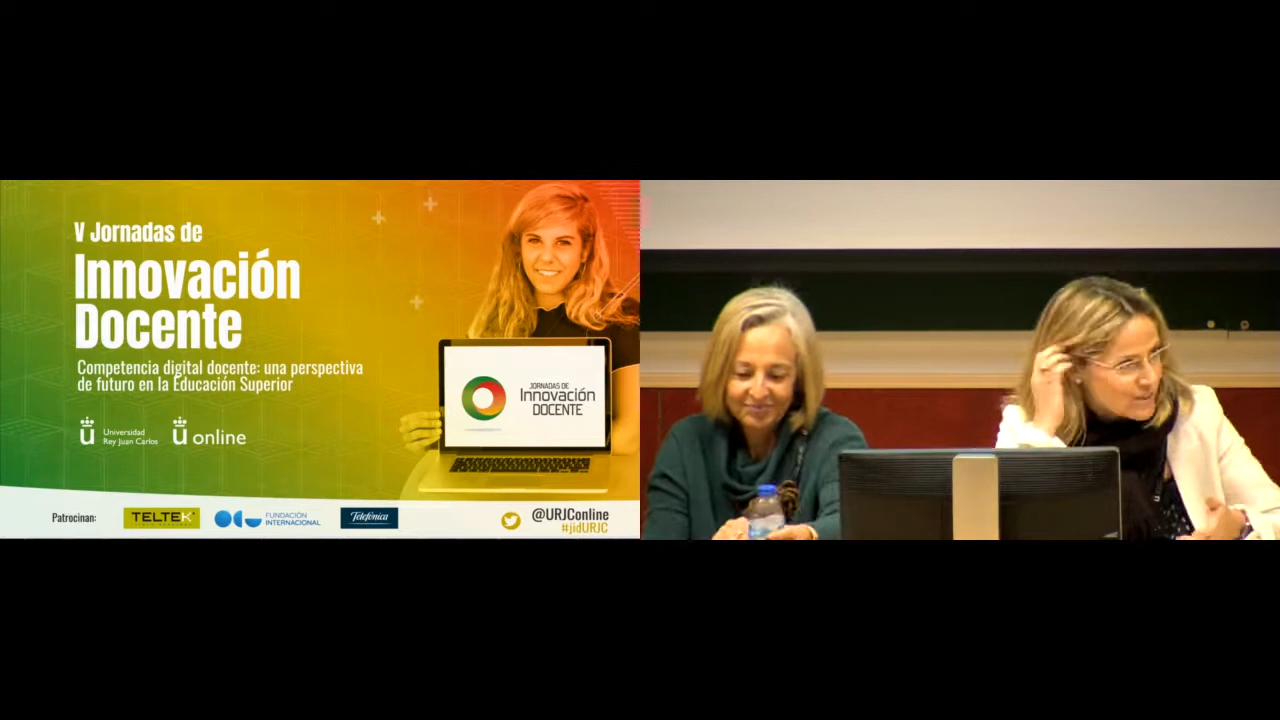 V Jornadas de
Innovación
Docente
Competencia digital docente: una perspectiva
de futuro en la Educación Superior
Universidad
Rey Juan Carlos
online
JORNADAS DE
Innovación
DOCENTE
Patrocinan:
TELTEK
FUNDACIÓN
INTERNACIONAL
Telefónica
@URJConline
#jidURJC